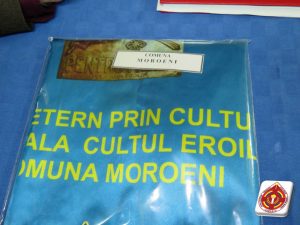 COMUNA
MOROENI
ETERN PRIN CULTU
ALA CULTUL EROIL
OMUNA MOROENI